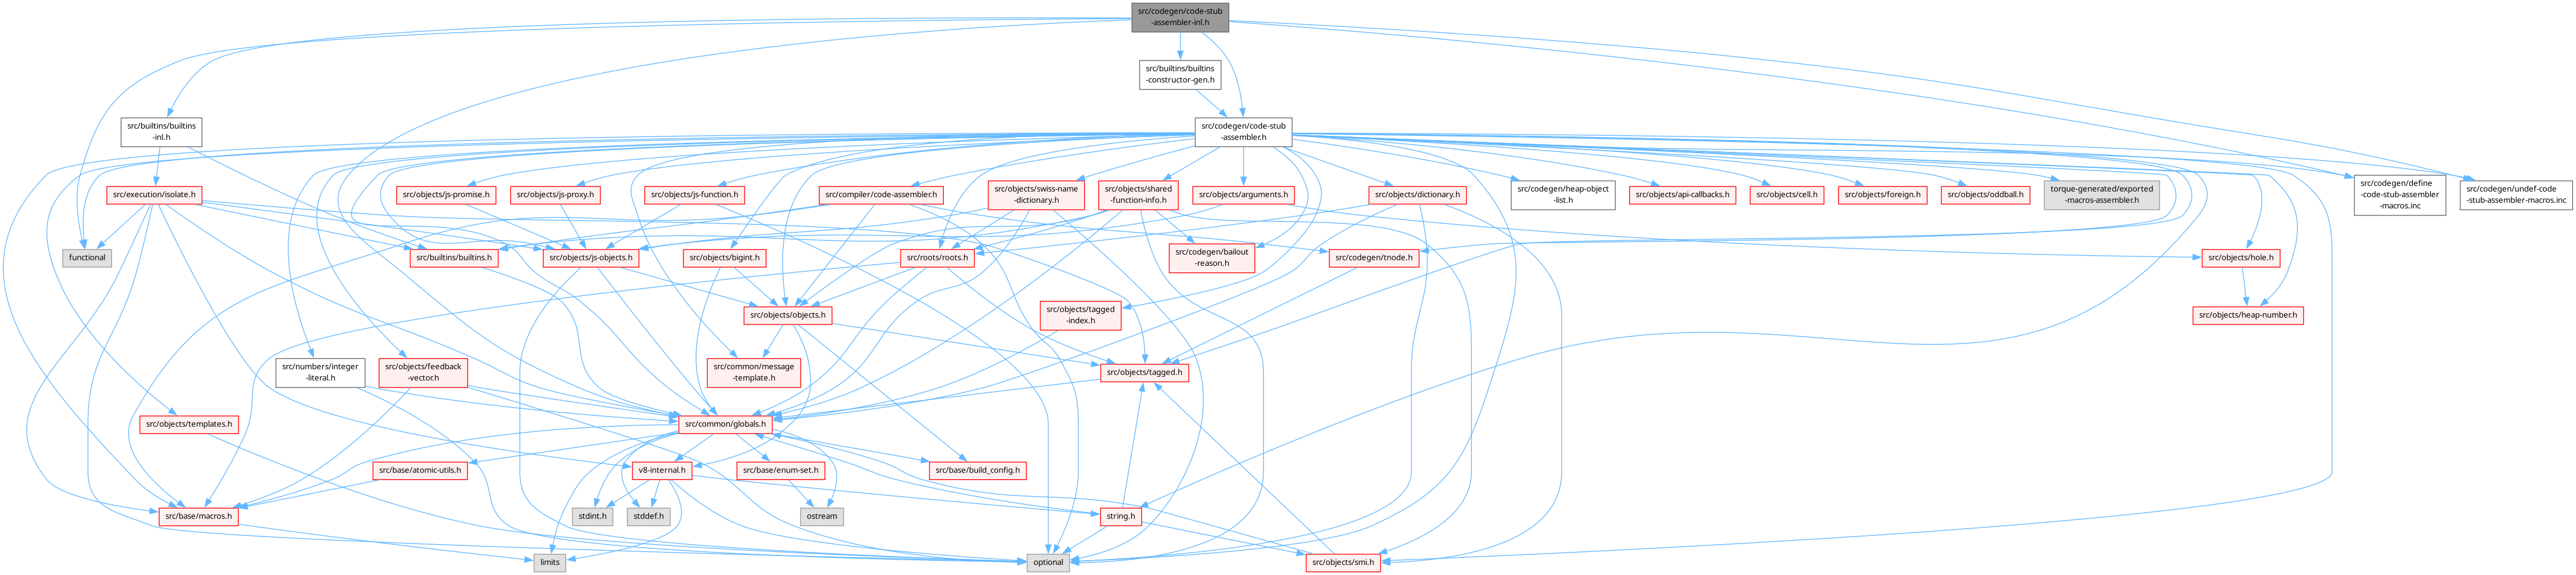 src/codegen/code-stub
-assembler-inl.h
src/builtins/builtins
-constructor-gen.h
src/builtins/builtins
-inl.h
src/codegen/code-stub
-assembler.h
src/execution/isolate.h
src/objects/js-promise.h
src/objects/js-proxy.h
src/objects/js-function.h
src/compiler/code-assembler.h
src/objects/swiss-name
-dictionary.h
src/objects/shared
-function-info.h
src/objects/arguments.h
src/objects/dictionary.h
src/codegen/heap-object
-list.h
src/objects/api-callbacks.h
src/objects/cell.h
src/objects/foreign.h
src/objects/oddball.h
torque-generated/exported
-macros-assembler.h
src/codegen/define
-code-stub-assembler
-macros.inc
src/codegen/undef-code
-stub-assembler-macros.inc
functional
src/builtins/builtins.h
src/objects/js-objects.h
src/objects/bigint.h
src/roots/roots.h
src/codegen/bailout
-reason.h
src/codegen/tnode.h
src/objects/hole.h
src/objects/objects.h
src/objects/tagged
-index.h
src/objects/heap-number.h
src/numbers/integer
-literal.h
src/objects/feedback
-vector.h
src/common/message
-template.h
src/objects/tagged.h
src/objects/templates.h
src/common/globals.h
src/base/atomic-utils.h
v8-internal.h
src/base/enum-set.h
src/base/build_config.h
src/base/macros.h
stdint.h
stddef.h
ostream
string.h
limits
optional
src/objects/smi.h